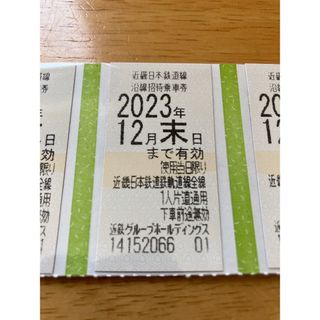 近畿日本鉄道線
沿線招待乗車券
2023年
12月末日
まで有効
使用当日限り
近畿日本鉄道鉄軌道線全線
1人片道1回
下車前途無効
近鉄グループホールディングス
14152066 01